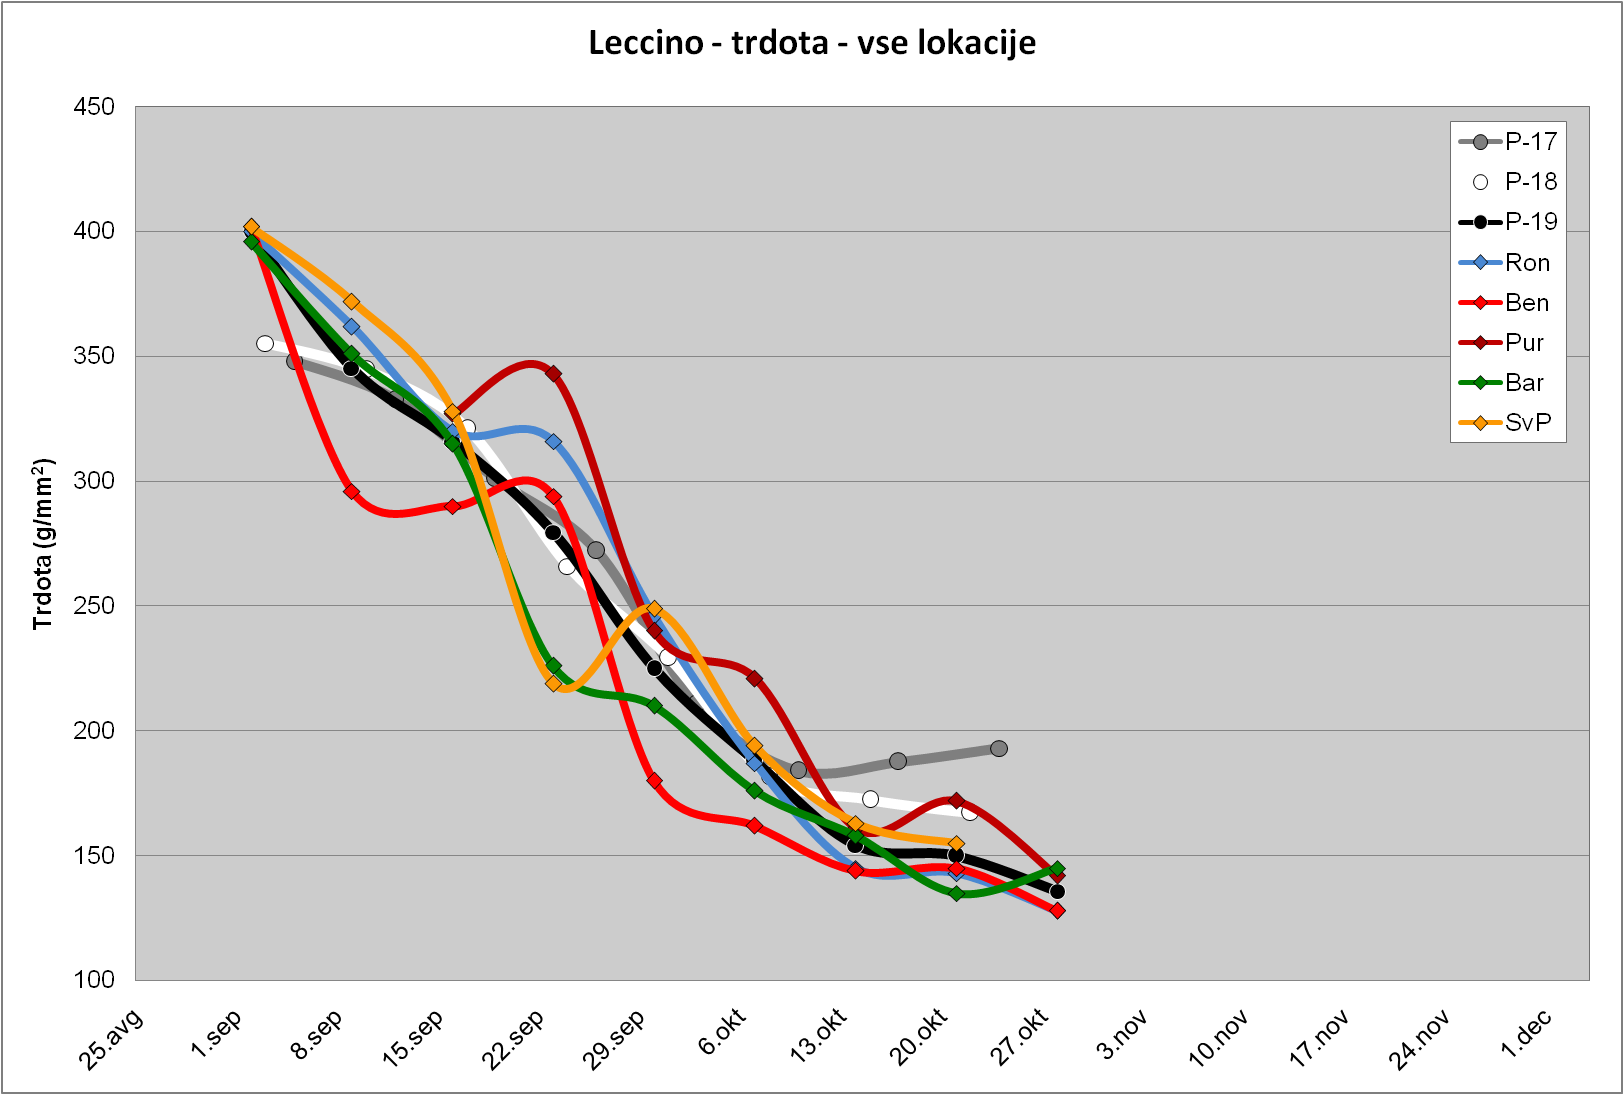 Leccino - trdota - vse lokacije
450
400
350
300
250
200
150
100
Trdota (g/mm²)
25.avg
1.sep
8.sep
15.sep
22.sep
29.sep
6.okt
13.okt
20.okt
27.okt
3.nov
10.nov
17.nov
24.nov
1.dec
P-17
P-18
P-19
Ron
Ben
Pur
Bar
SvP